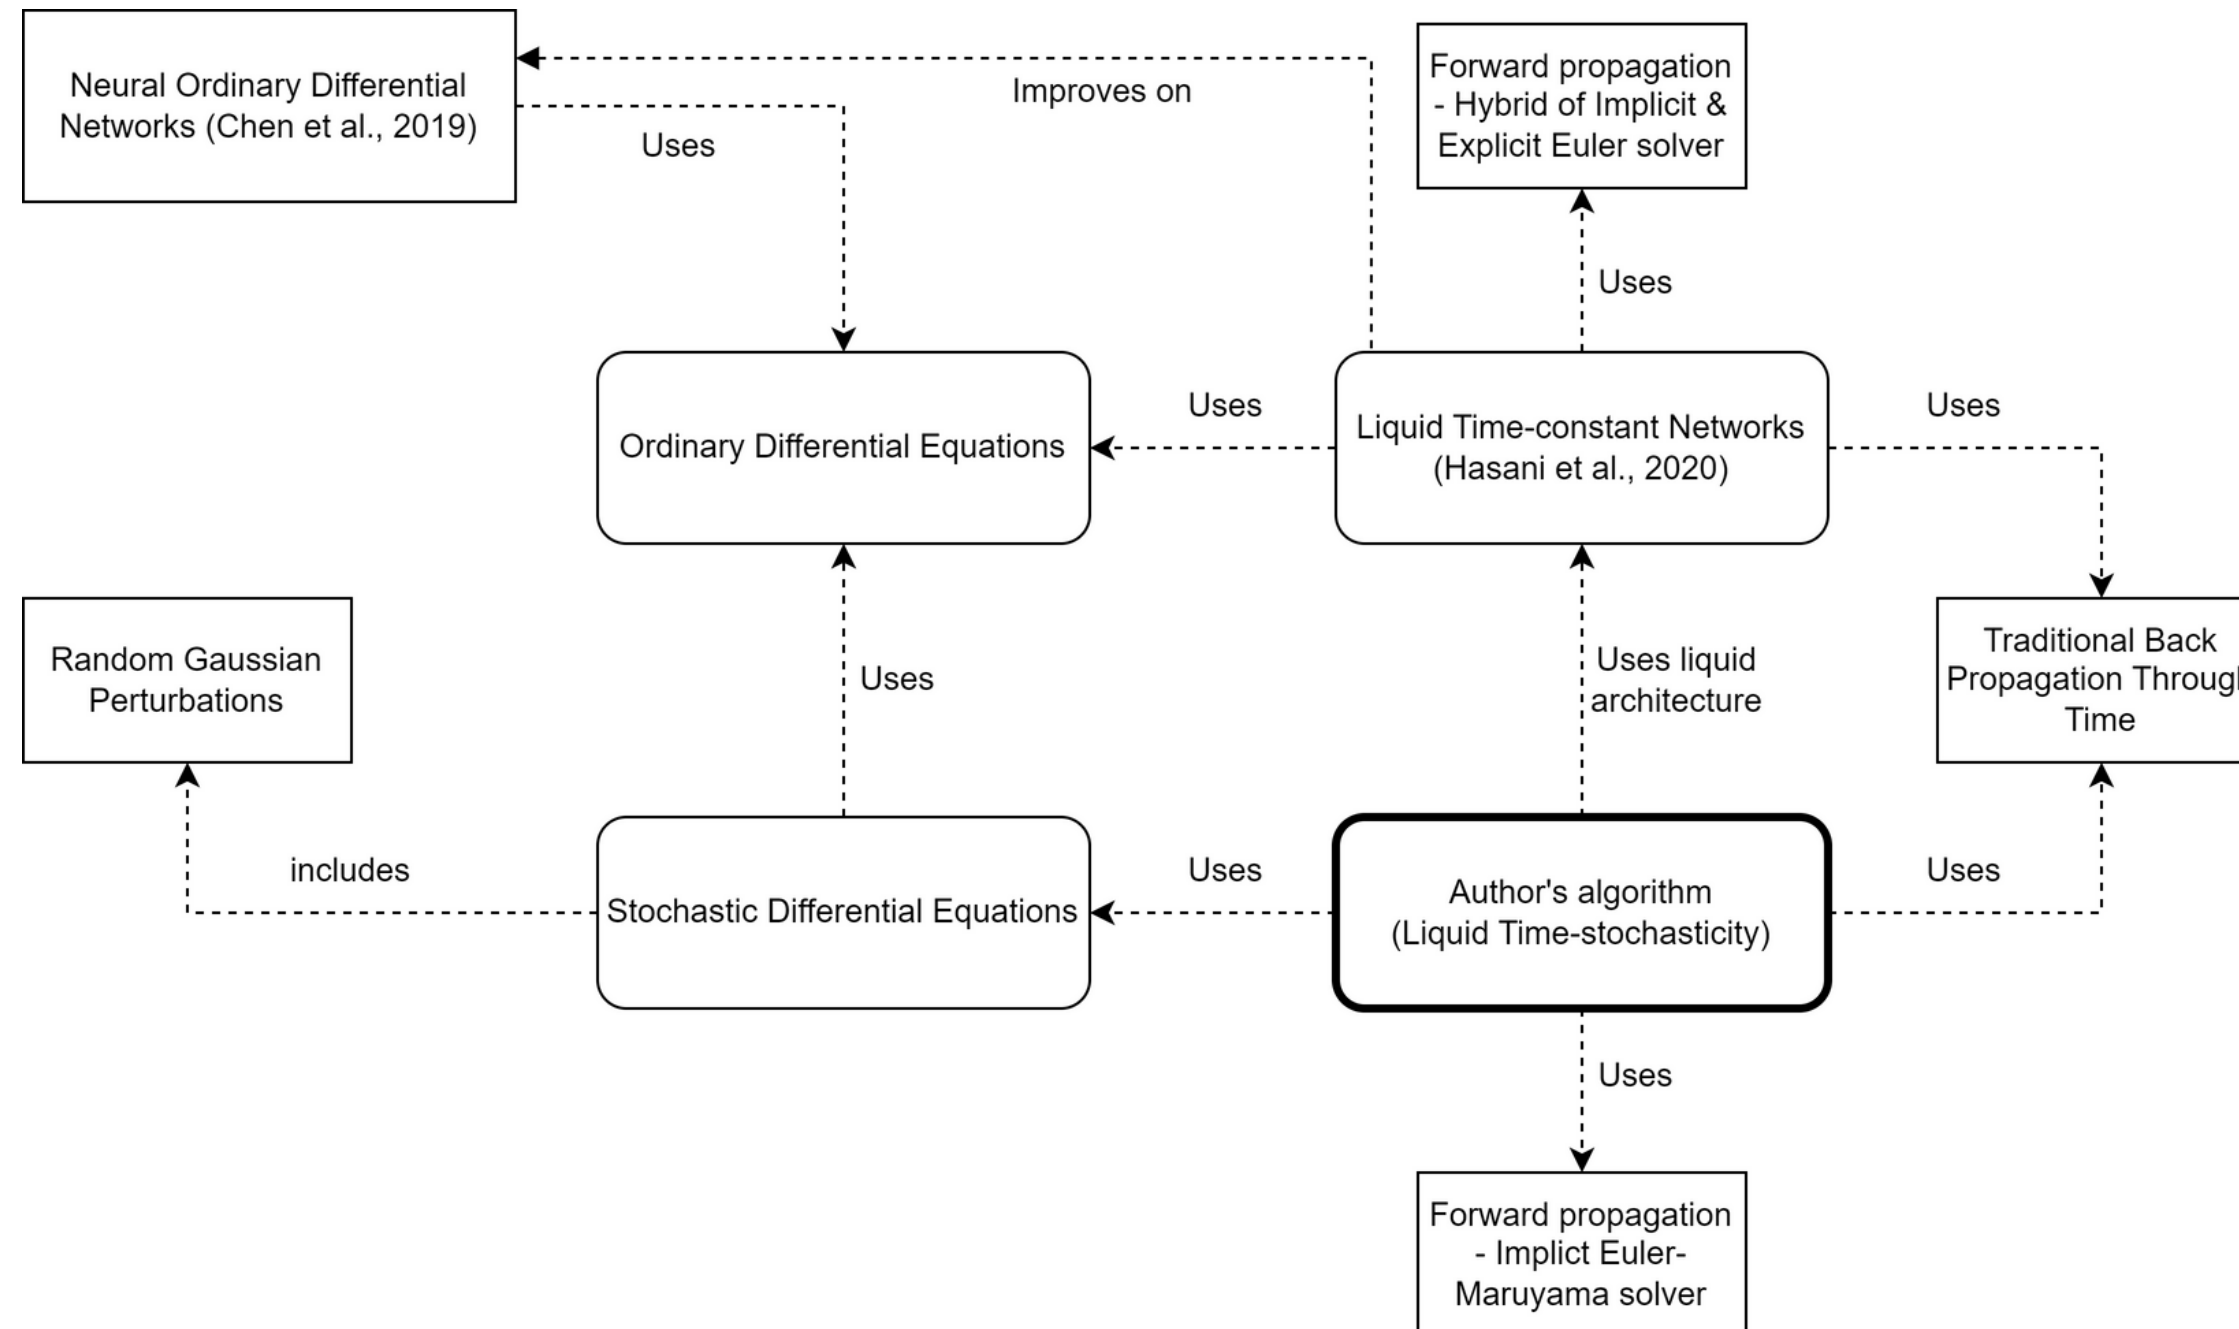 Neural Ordinary Differential
Networks (Chen et al., 2019)
Improves on
Uses
Forward propagation
- Hybrid of Implicit &
Explicit Euler solver
Uses
Ordinary Differential Equations
Uses
Liquid Time-constant Networks
(Hasani et al., 2020)
Uses
Random Gaussian
Perturbations
Uses
Uses liquid
architecture
Traditional Back
Propagation Through
Time
includes
Stochastic Differential Equations
Uses
Author's algorithm
(Liquid Time-stochasticity)
Uses
Uses
Forward propagation
- Implict Euler-
Maruyama solver